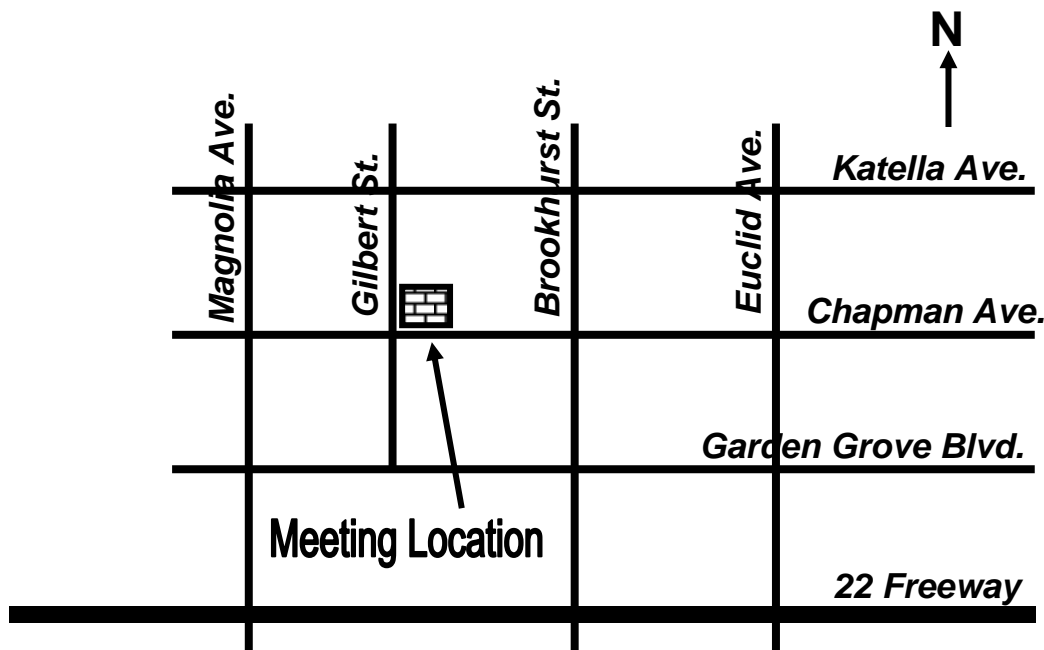 N
Magnolia Ave.
Gilbert St.
Brookhurst St.
Euclid Ave.
Katella Ave.
Chapman Ave.
Garden Grove Blvd.
Meeting Location
22 Freeway